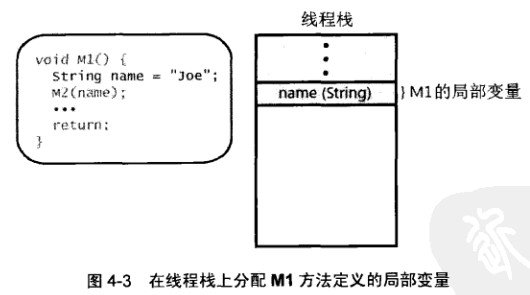 线程栈
void M1() {
String name = "Joe";
M2(name);
•••
return;
}
name (String)
} M1的局部变量
图 4-3 在线程栈上分配 M1 方法定义的局部变量